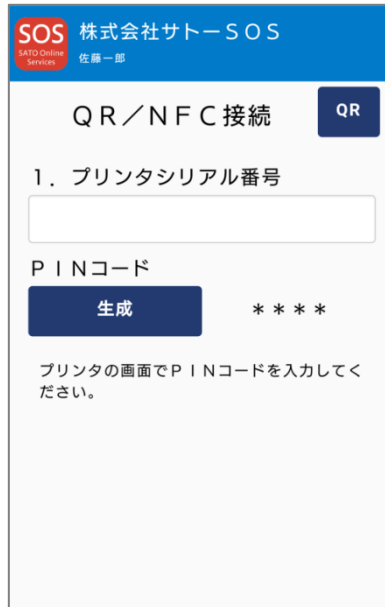 SOS
SATO Online
Services
株式会社サトーＳＯＳ
佐藤一郎
ＱＲ／ＮＦＣ接続
QR
１．プリンタシリアル番号
ＰＩＮコード
生成
＊＊＊＊
プリンタの画面でＰＩＮコードを入力してく
ださい。